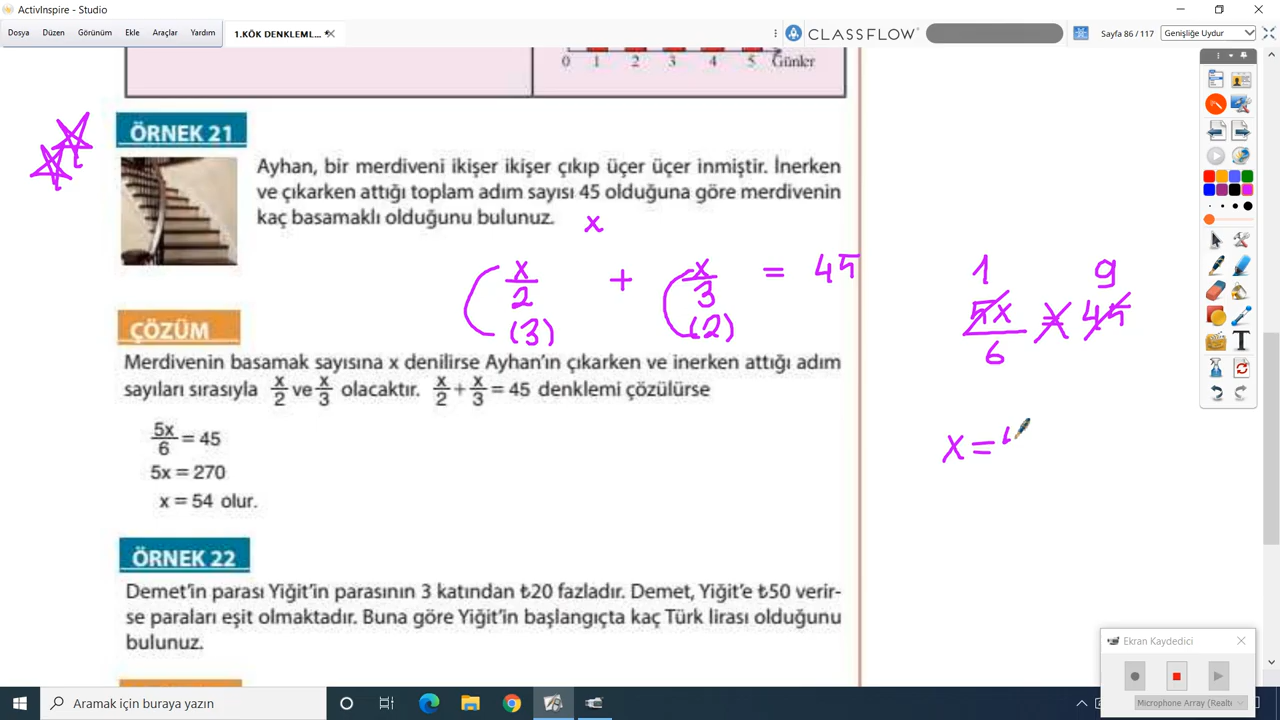 ActivInspire - Studio
Dosya Düzen Görünüm Ekle Araçlar Yardım
1.KÖK DENKLEML...
CLASSFLOW
Sayfa 86 / 117
Genişliğe Uydur
0 1 2 3 4 5 Günler
ÖRNEK 21
Ayhan, bir merdiveni ikişer ikişer çıkıp üçer üçer inmiştir. İnerken
ve çıkarken attığı toplam adım sayısı 45 olduğuna göre merdivenin
kaç basamaklı olduğunu bulunuz.
x
x/2 (3) + x/3 (2) = 45
1 9
5x/6 = 45
x =
ÇÖZÜM
Merdivenin basamak sayısına x denilirse Ayhan'ın çıkarken ve inerken attığı adım
sayıları sırasıyla x/2 ve x/3 olacaktır. x/2 + x/3 = 45 denklemi çözülürse
5x/6 = 45
5x = 270
x = 54 olur.
ÖRNEK 22
Demet'in parası Yiğit'in parasının 3 katından ₺20 fazladır. Demet, Yiğit'e ₺50 verir-
se paraları eşit olmaktadır. Buna göre Yiğit'in başlangıçta kaç Türk lirası olduğunu
bulunuz.
Ekran Kaydedici
Microphone Array (Realt
Aramak için buraya yazın